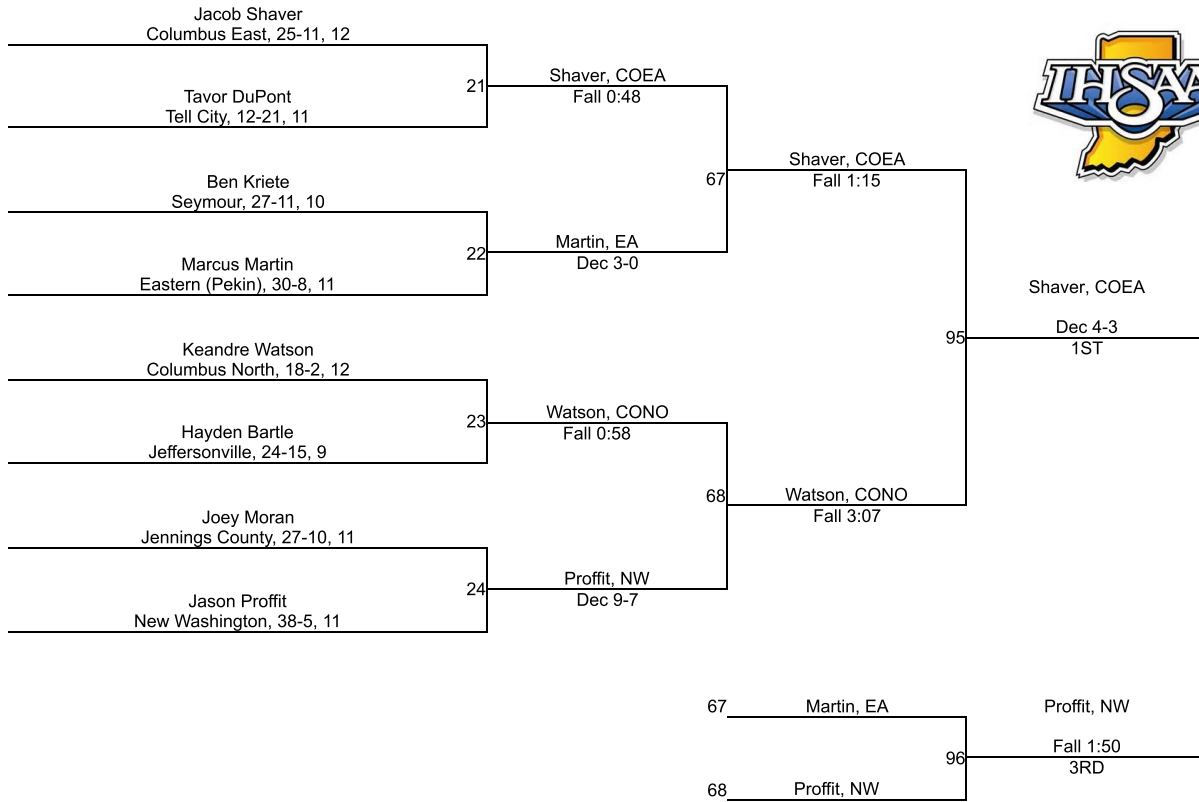 Jacob Shaver
Columbus East, 25-11, 12
Tavor DuPont
Tell City, 12-21, 11
Ben Kriete
Seymour, 27-11, 10
Marcus Martin
Eastern (Pekin), 30-8, 11
Keandre Watson
Columbus North, 18-2, 12
Hayden Bartle
Jeffersonville, 24-15, 9
Joey Moran
Jennings County, 27-10, 11
Jason Proffit
New Washington, 38-5, 11
21
Shaver, COEA
Fall 0:48
22
Martin, EA
Dec 3-0
23
Watson, CONO
Fall 0:58
24
Proffit, NW
Dec 9-7
67
Shaver, COEA
Fall 1:15
68
Watson, CONO
Fall 3:07
95
Shaver, COEA
Dec 4-3
1ST
67
Martin, EA
68
Proffit, NW
96
Proffit, NW
Fall 1:50
3RD
IHSAA